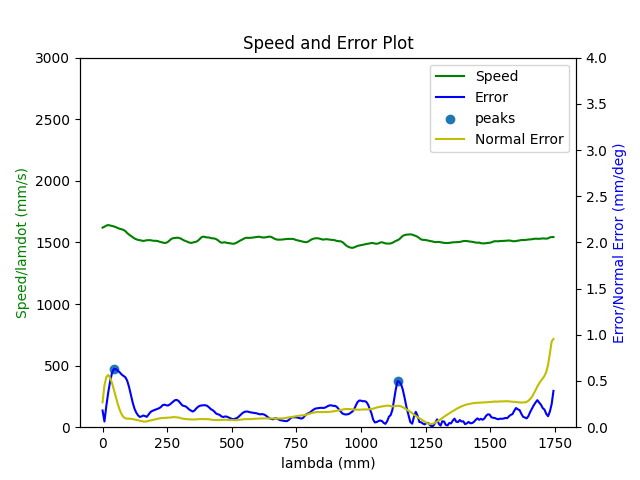 Speed and Error Plot
3000
2500
2000
1500
1000
500
0
Speed/lamdot (mm/s)
4.0
3.5
3.0
2.5
2.0
1.5
1.0
0.5
0.0
Error/Normal Error (mm/deg)
Speed
Error
peaks
Normal Error
0 250 500 750 1000 1250 1500 1750
lambda (mm)